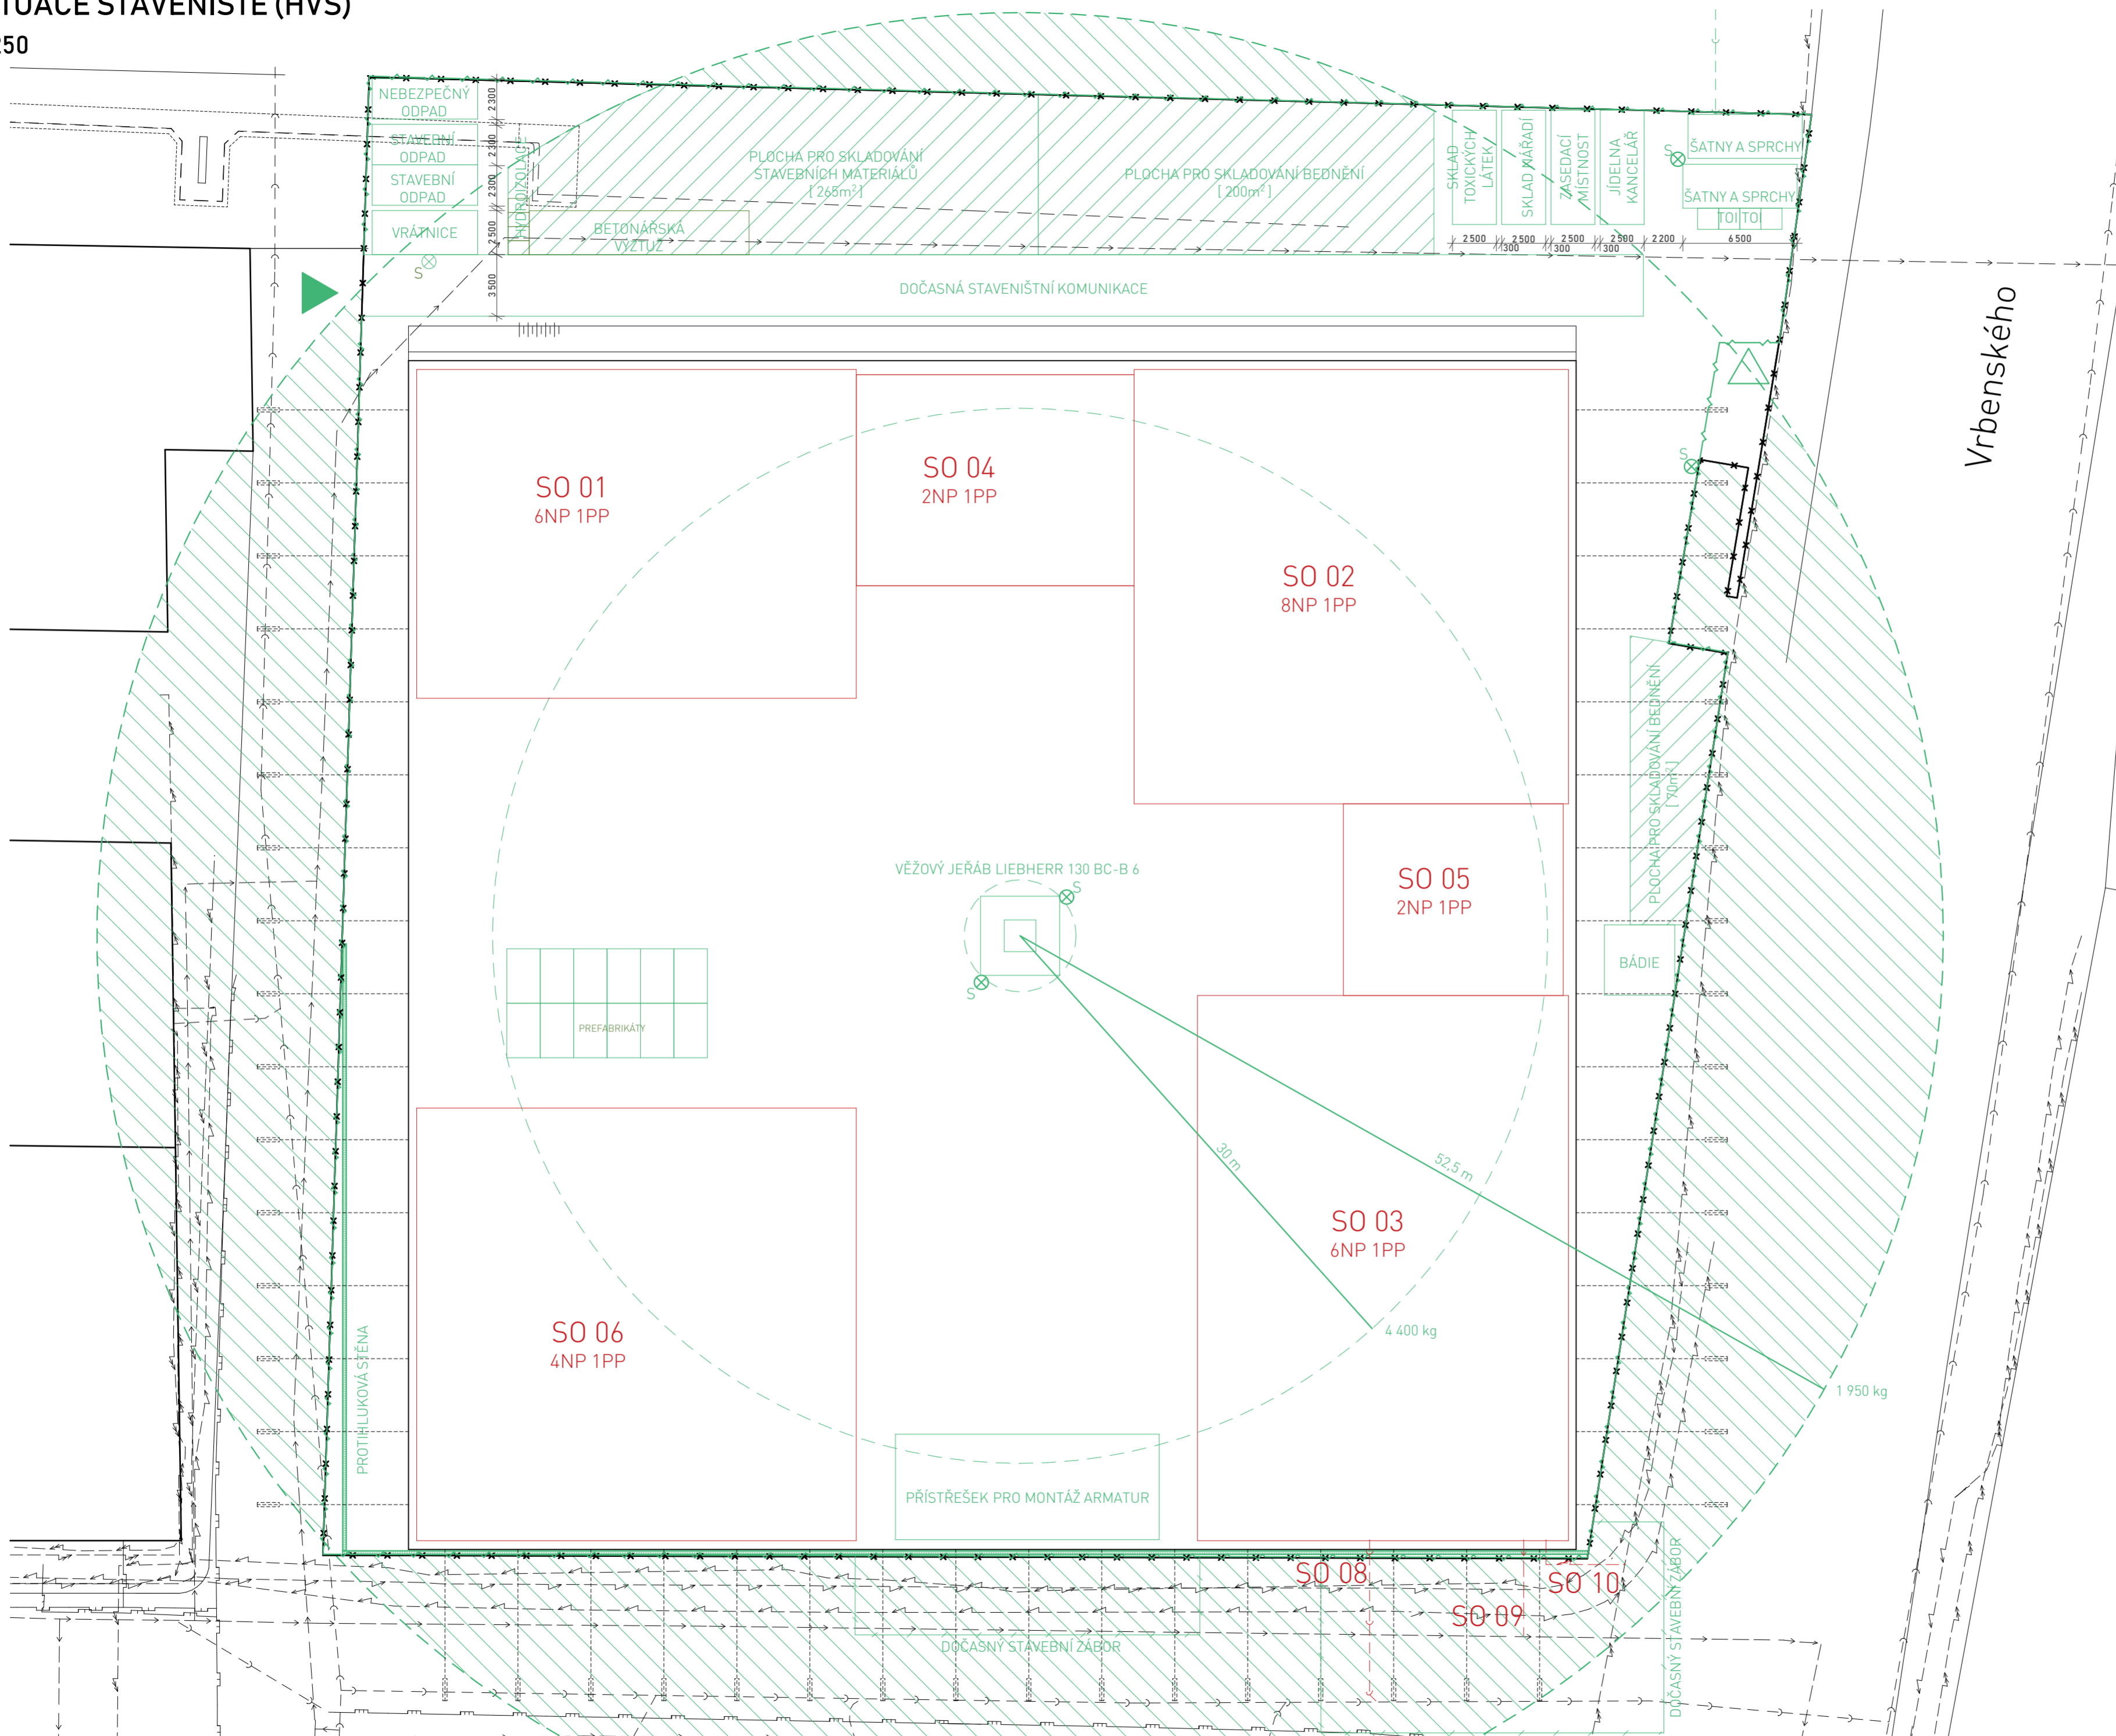 TUACE STAVENIŠTĚ (HVS)
250
NEBEZPEČNÝ
ODPAD
STAVEBNÍ
ODPAD
STAVEBNÍ
ODPAD
VRÁTNICE
S
2 300
2 300
2 300
2 500
3 500
HYDROIZOLACE
BETONÁŘSKÁ
VÝZTUŽ
PLOCHA PRO SKLADOVÁNÍ
STAVEBNÍCH MATERIÁLŮ
[ 265m² ]
PLOCHA PRO SKLADOVÁNÍ BEDNĚNÍ
[ 200m² ]
SKLAD
TOXICKÝCH
LÁTEK
SKLAD NÁŘADÍ
ZASEDACÍ
MÍSTNOST
JÍDELNA
KANCELÁŘ
S
ŠATNY A SPRCHY
ŠATNY A SPRCHY
TOI TOI
2 500
300
2 500
300
2 500
300
2 500
2 200
6 500
DOČASNÁ STAVENIŠTNÍ KOMUNIKACE
Vrbenského
SO 01
6NP 1PP
SO 04
2NP 1PP
SO 02
8NP 1PP
S
PLOCHA PRO SKLADOVÁNÍ BEDNĚNÍ
[ 70m² ]
VĚŽOVÝ JEŘÁB LIEBHERR 130 BC-B 6
S
S
SO 05
2NP 1PP
BÁDIE
PREFABRIKÁTY
30 m
52,5 m
SO 03
6NP 1PP
4 400 kg
1 950 kg
SO 06
4NP 1PP
PROTIHLUKOVÁ STĚNA
PŘÍSTŘEŠEK PRO MONTÁŽ ARMATUR
SO 08
SO 10
SO 09
DOČASNÝ STAVEBNÍ ZÁBOR
DOČASNÝ STAVEBNÍ ZÁBOR